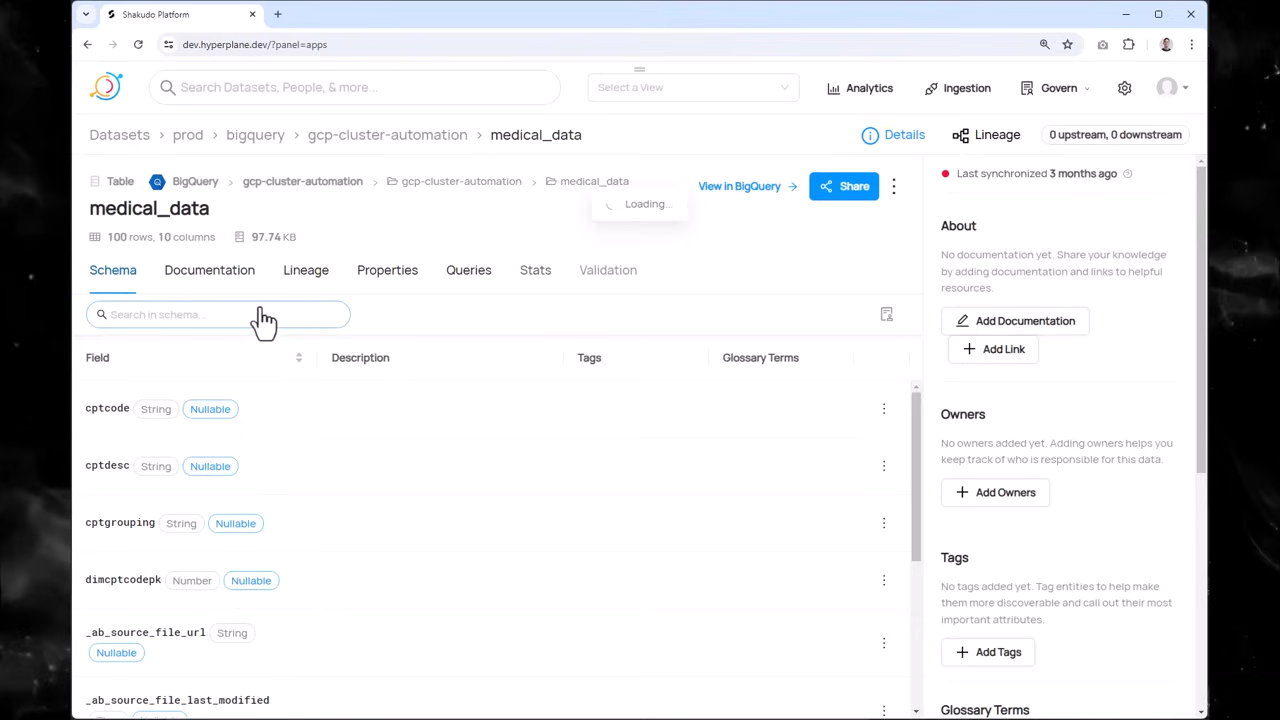 Shakudo Platform
dev.hyperplane.dev/?panel=apps
Search Datasets, People, & more...
Select a View
Analytics
Ingestion
Govern
Datasets > prod > bigquery > gcp-cluster-automation > medical_data
Details
Lineage
0 upstream, 0 downstream
Table
BigQuery > gcp-cluster-automation > gcp-cluster-automation > medical_data
View in BigQuery
Share
Loading...
medical_data
100 rows, 10 columns
97.74 KB
Schema
Documentation
Lineage
Properties
Queries
Stats
Validation
Search in schema...
Field
Description
Tags
Glossary Terms
cptcode String Nullable
cptdesc String Nullable
cptgrouping String Nullable
dimcptcodepk Number Nullable
_ab_source_file_url String
Nullable
_ab_source_file_last_modified
Last synchronized 3 months ago
About
No documentation yet. Share your knowledge
by adding documentation and links to helpful
resources.
Add Documentation
Add Link
Owners
No owners added yet. Adding owners helps you
keep track of who is responsible for this data.
Add Owners
Tags
No tags added yet. Tag entities to help make
them more discoverable and call out their most
important attributes.
Add Tags
Glossary Terms